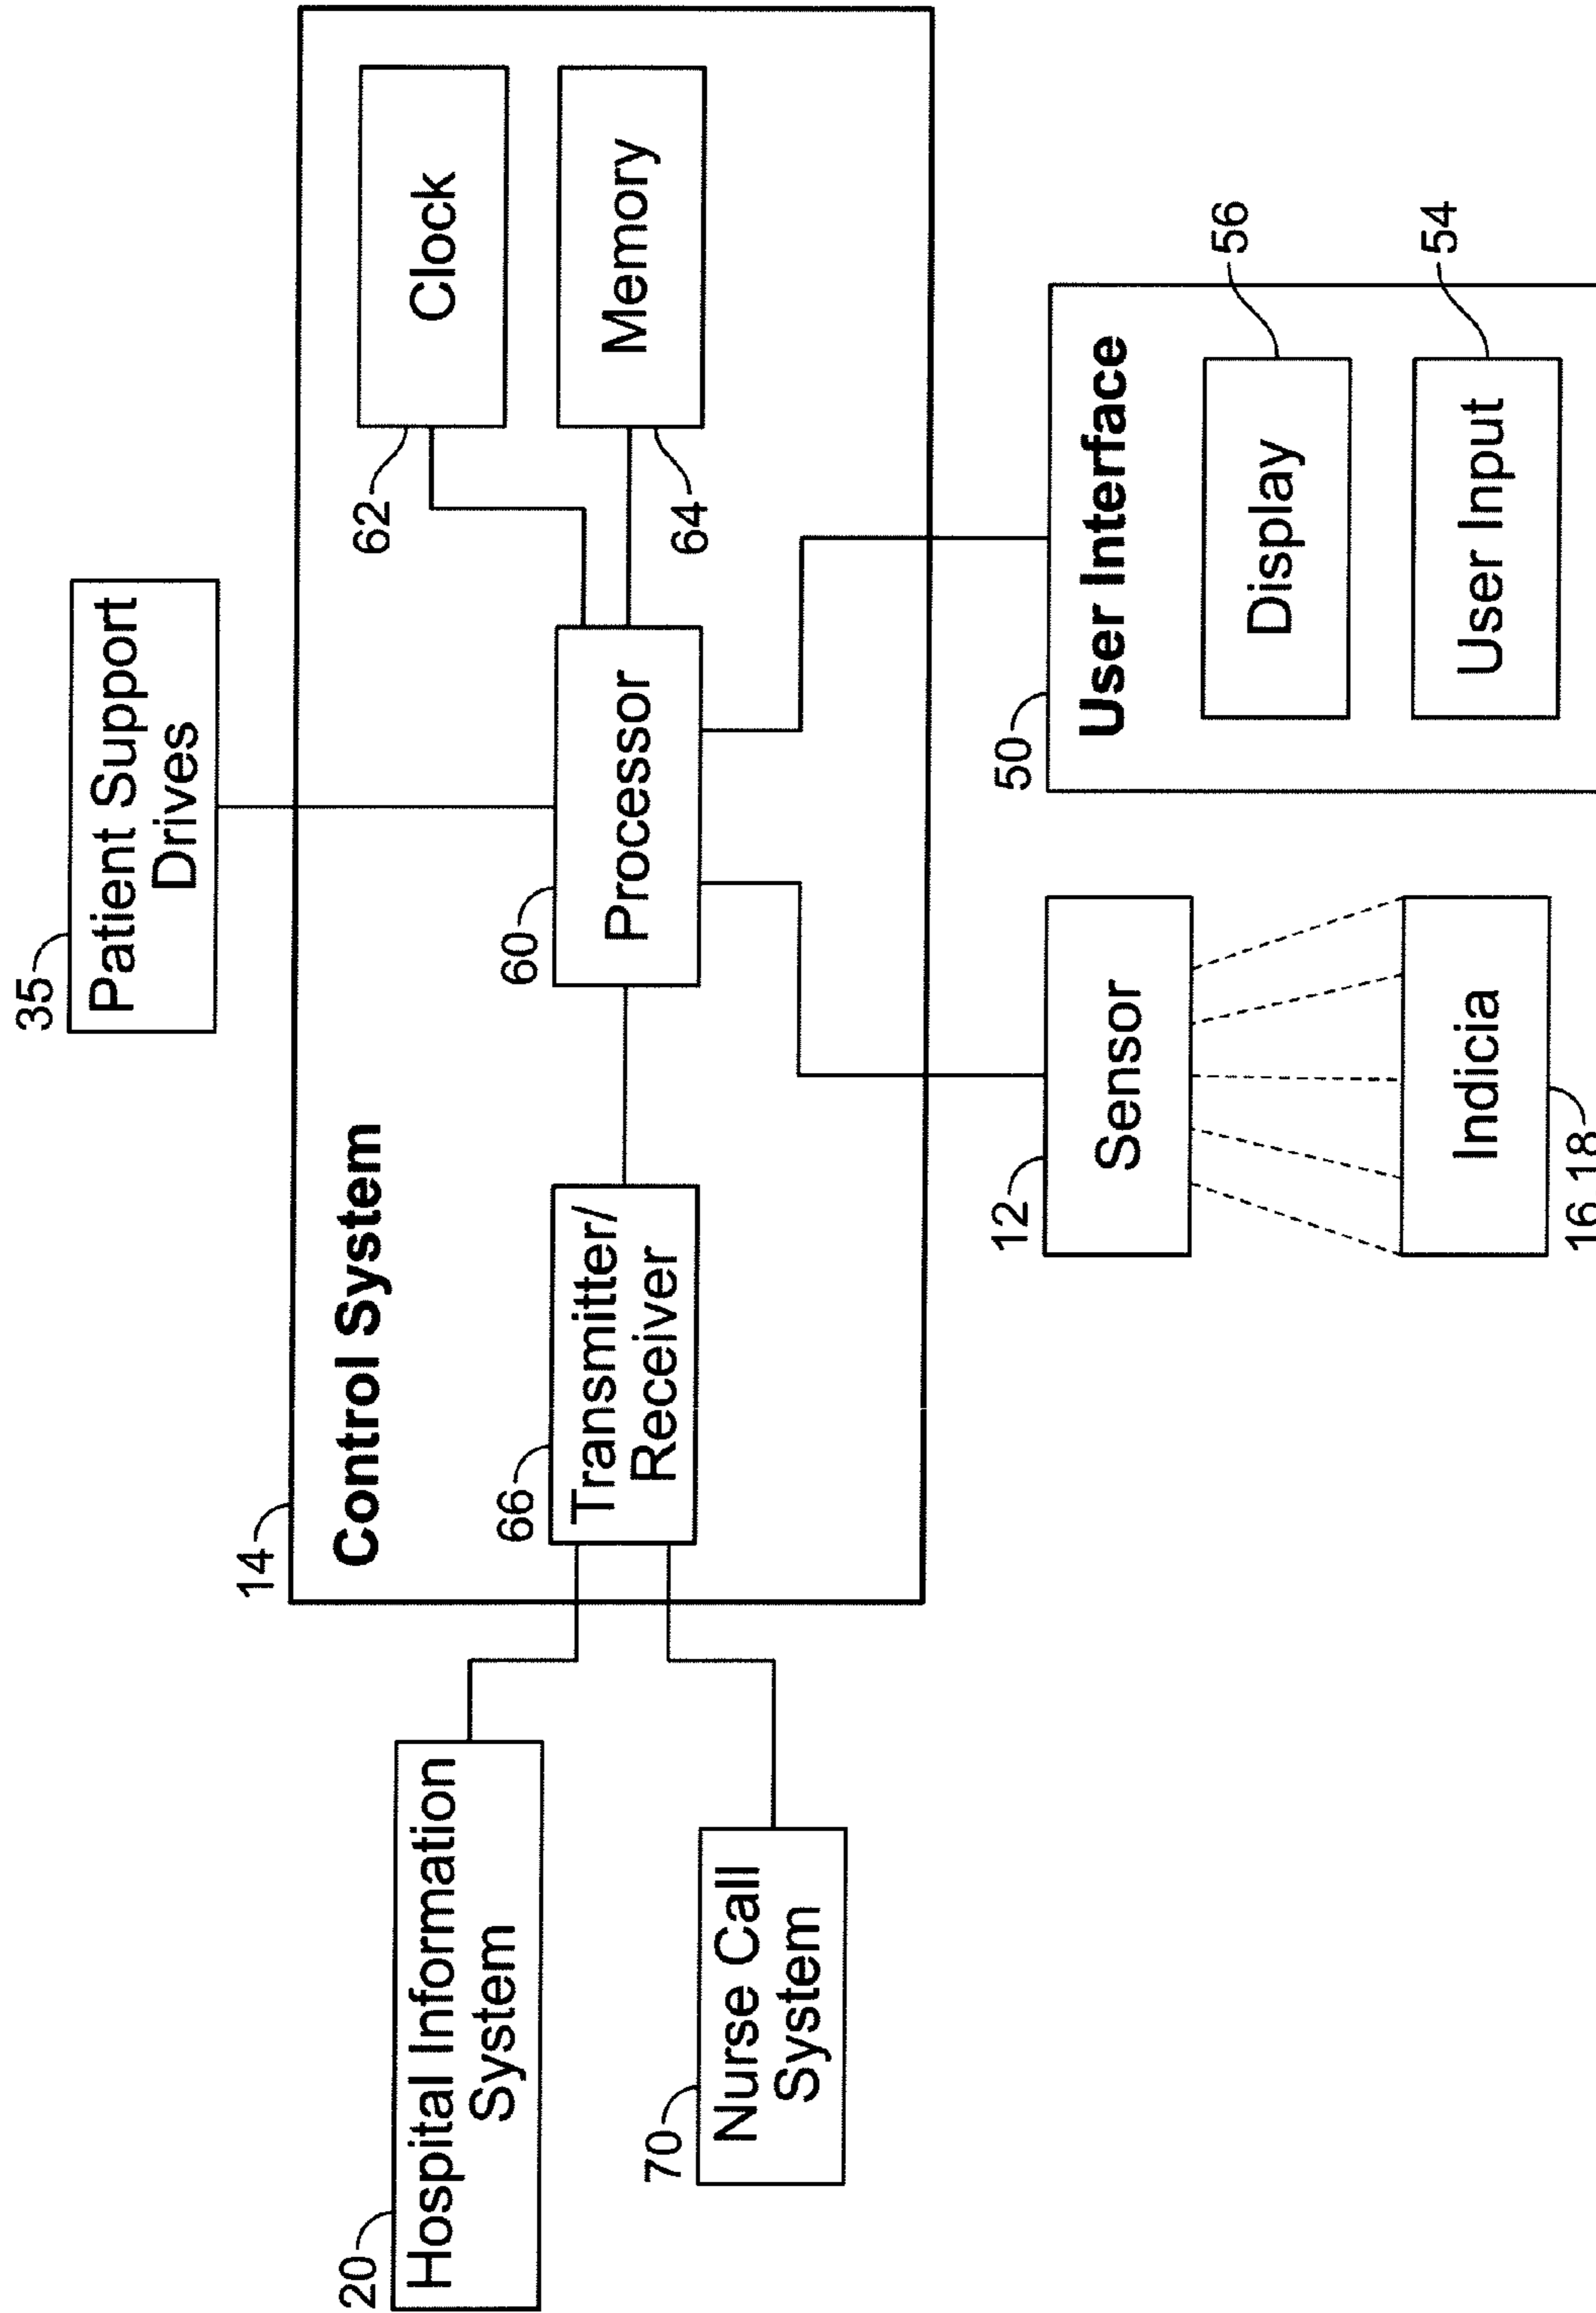 35
Patient Support
Drives
14
Control System
62
Clock
20
Hospital Information
System
66
Transmitter/
Receiver
60
Processor
64
Memory
70
Nurse Call
System
12
Sensor
50
User Interface
Display
56
Indicia
16, 18
User Input
54